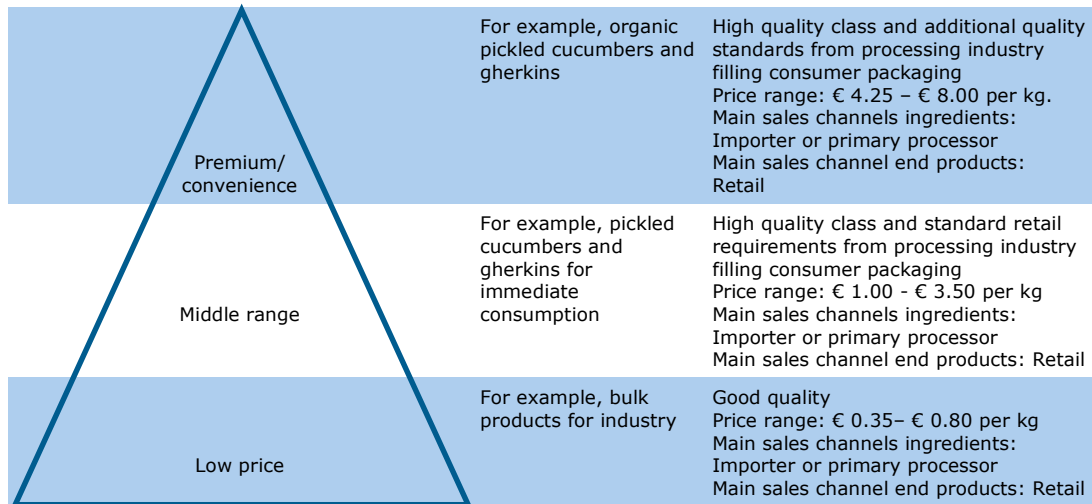 Premium/
convenience
For example, organic
pickled cucumbers and
gherkins
High quality class and additional quality
standards from processing industry
filling consumer packaging
Price range: € 4.25 – € 8.00 per kg.
Main sales channels ingredients:
Importer or primary processor
Main sales channel end products:
Retail
Middle range
For example, pickled
cucumbers and
gherkins for
immediate
consumption
High quality class and standard retail
requirements from processing industry
filling consumer packaging
Price range: € 1.00 - € 3.50 per kg
Main sales channels ingredients:
Importer or primary processor
Main sales channel end products: Retail
Low price
For example, bulk
products for industry
Good quality
Price range: € 0.35– € 0.80 per kg
Main sales channels ingredients:
Importer or primary processor
Main sales channel end products: Retail